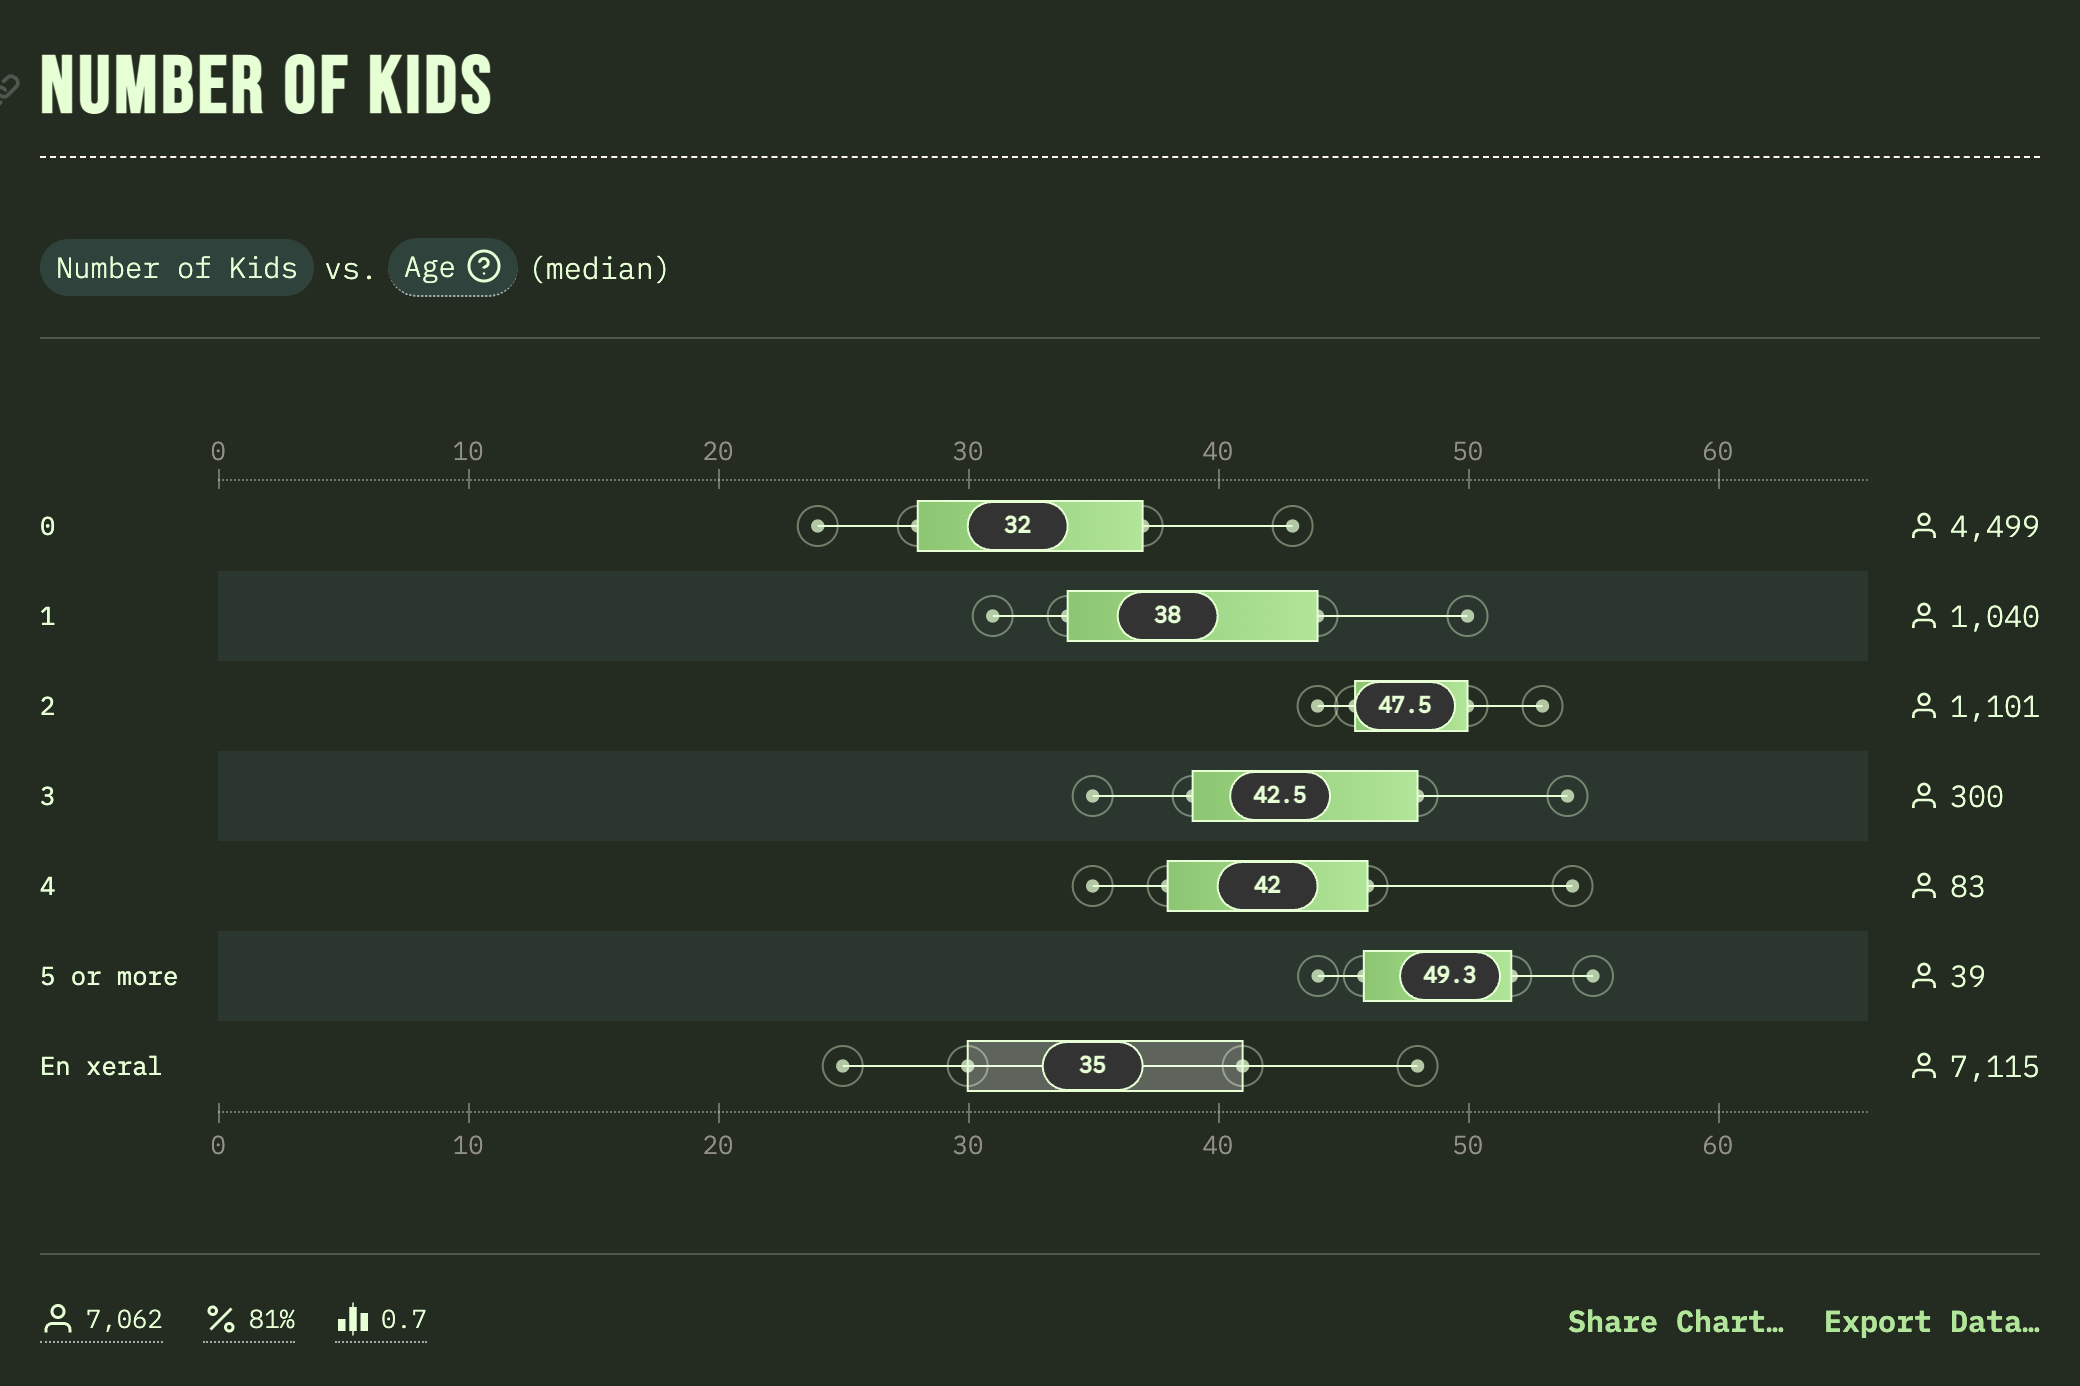 NUMBER OF KIDS
Number of Kids vs. Age (median)
0 10 20 30 40 50 60
0 32 4,499
1 38 1,040
2 47.5 1,101
3 42.5 300
4 42 83
5 or more 49.3 39
En xeral 35 7,115
0 10 20 30 40 50 60
7,062 81% 0.7 Share Chart… Export Data…